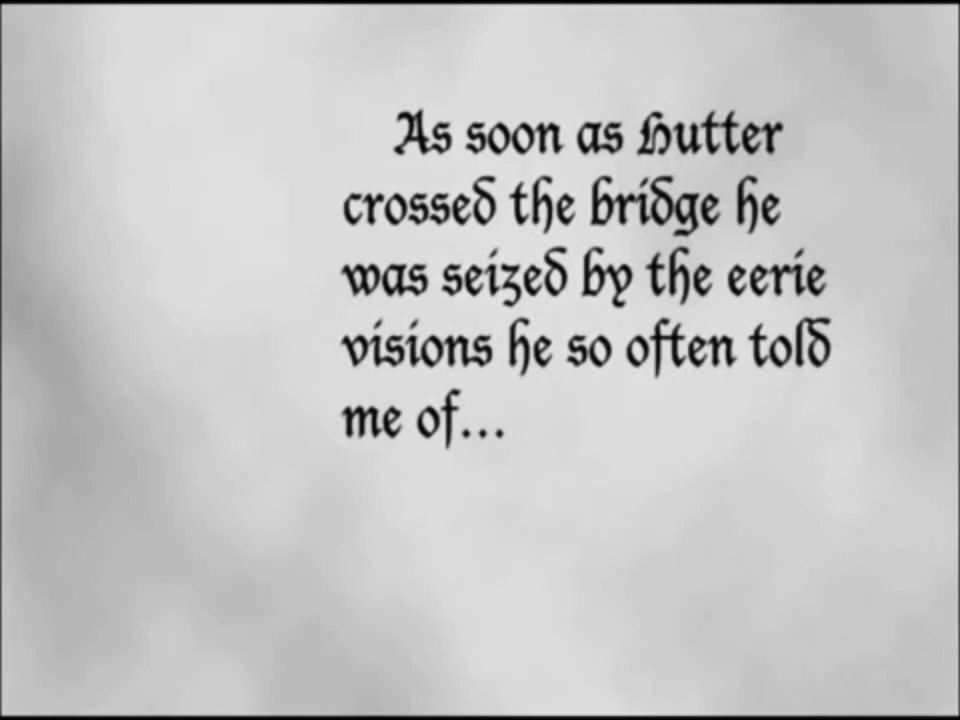 As soon as Hutter
crossed the bridge he
was seized by the eerie
visions he so often told
me of...